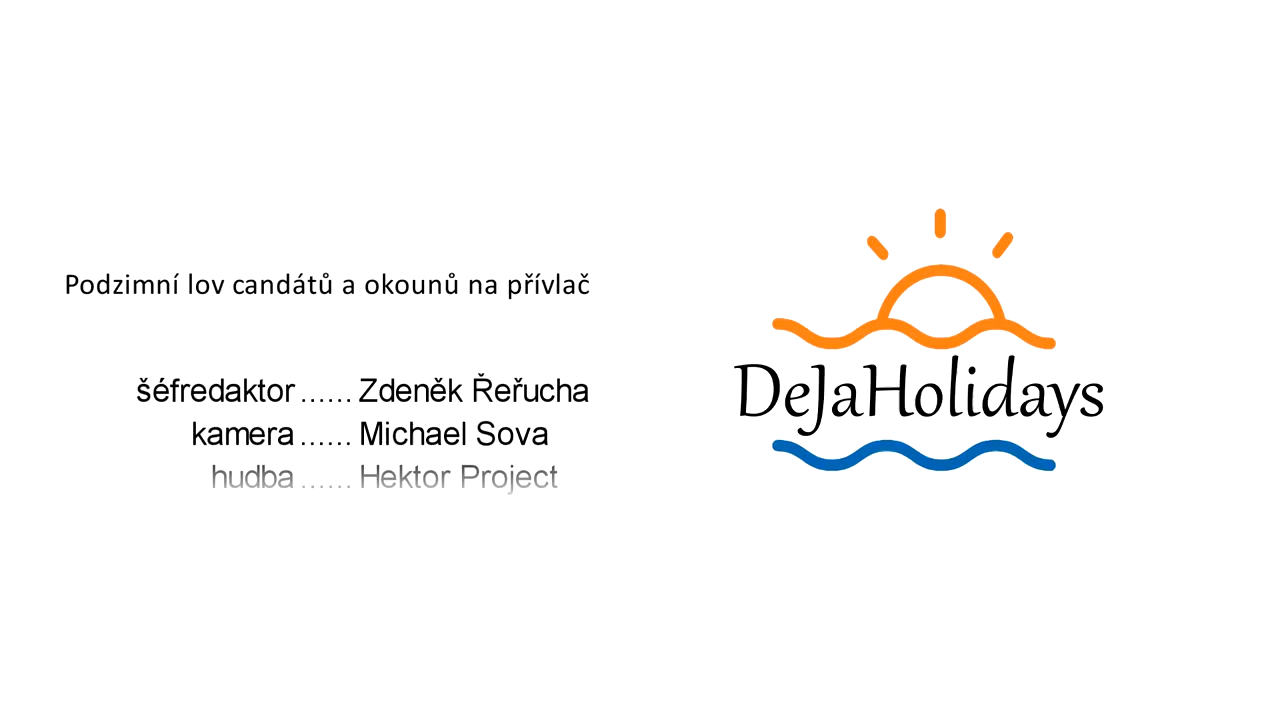 Podzimní lov candátů a okounů na přívlač
šéfredaktor ...... Zdeněk Řeřucha
kamera ...... Michael Sova
hudba ...... Hektor Project
DeJaHolidays